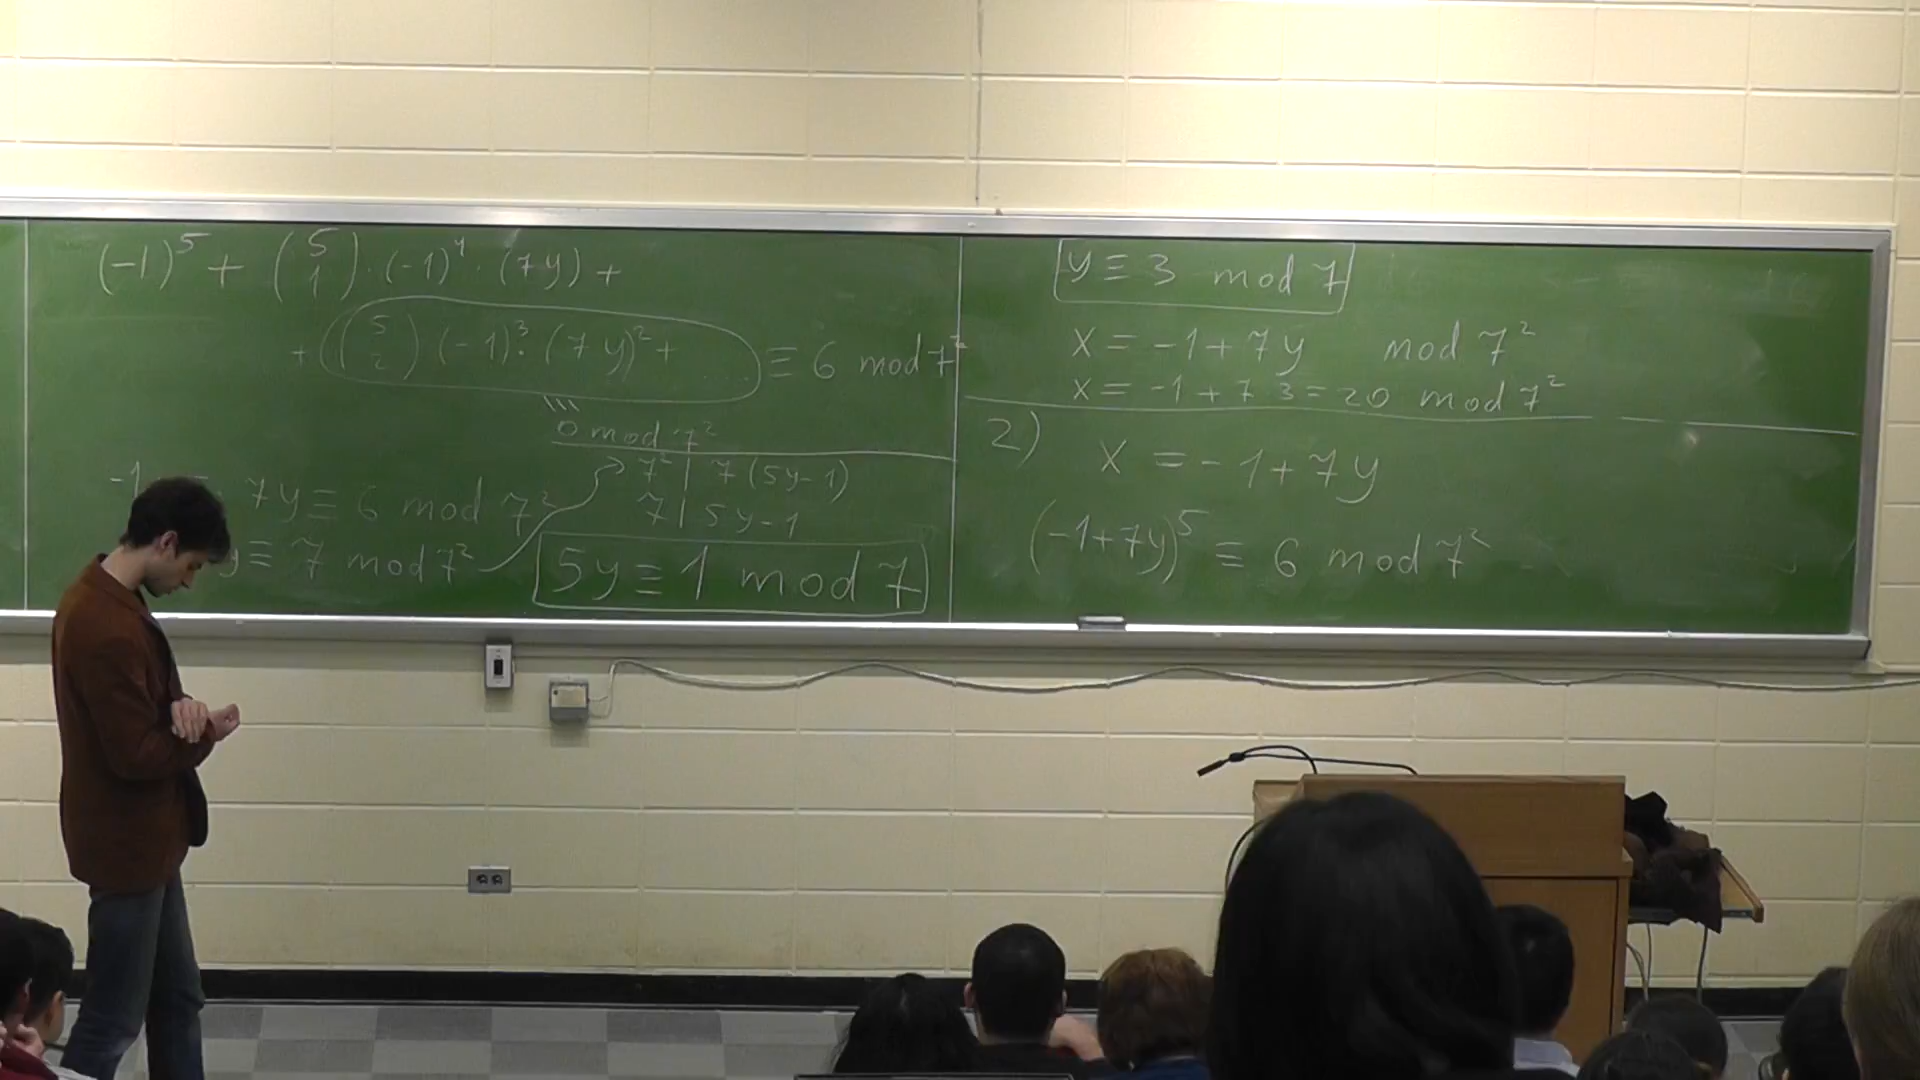 (-1)^5 + (5 1) · (-1)^4 · (7y) +
+ (5 2) (-1)^3 · (7y)^2 + .... ≡ 6 mod 7^2
0 mod 7^2
-1 7y ≡ 6 mod 7^2
y ≡ 7 mod 7^2
7^2 | 7(5y-1)
7 | 5y-1
5y ≡ 1 mod 7
y ≡ 3 mod 7
x = -1 + 7y mod 7^2
x = -1 + 7 3 = 20 mod 7^2
2) x = -1 + 7y
(-1+7y)^5 ≡ 6 mod 7^2